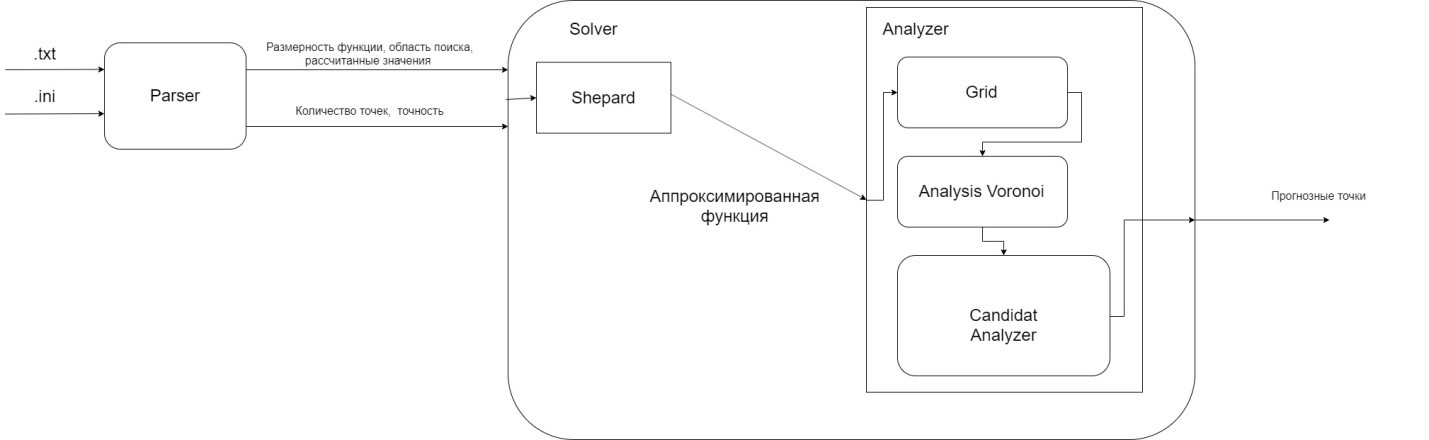 .txt
.ini
Parser
Размерность функции, область поиска,
рассчитанные значения
Количество точек, точность
Solver
Shepard
Аппроксимированная
функция
Analyzer
Grid
Analysis Voronoi
Candidat
Analyzer
Прогнозные точки